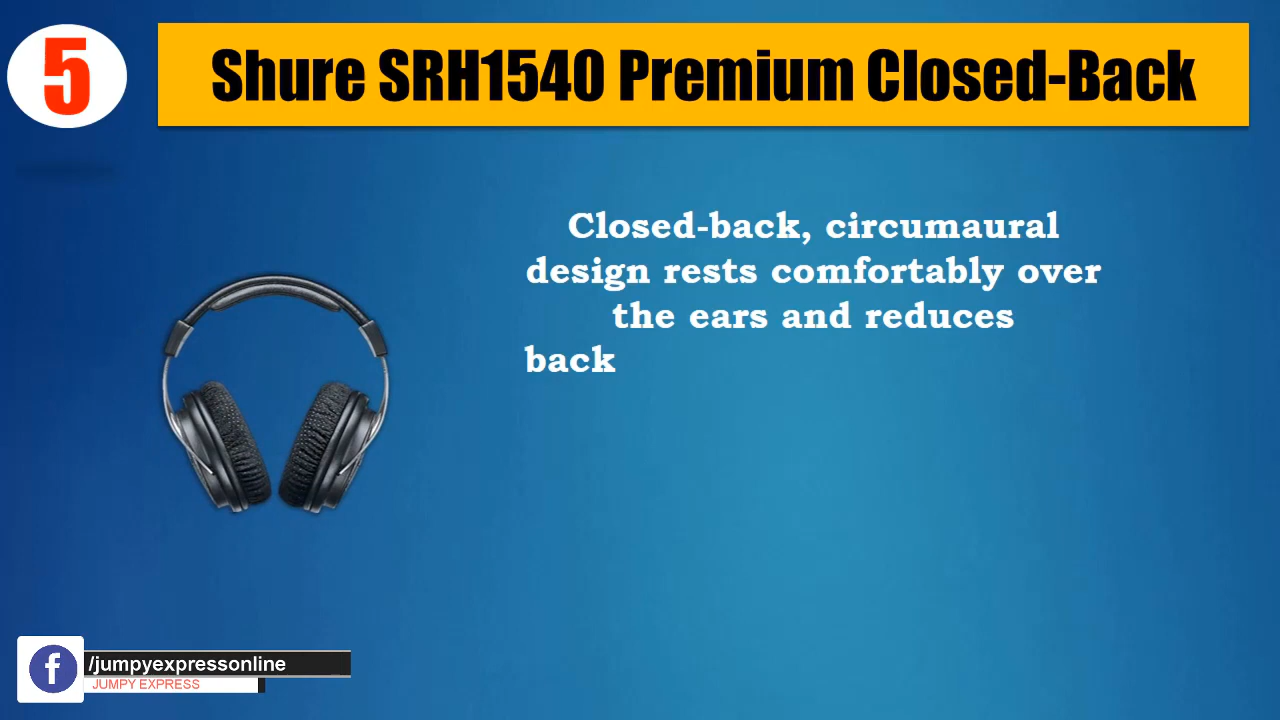 5
Shure SRH1540 Premium Closed-Back
Closed-back, circumaural
design rests comfortably over
the ears and reduces
back
f
/jumpyexpressonline
JUMPY EXPRESS